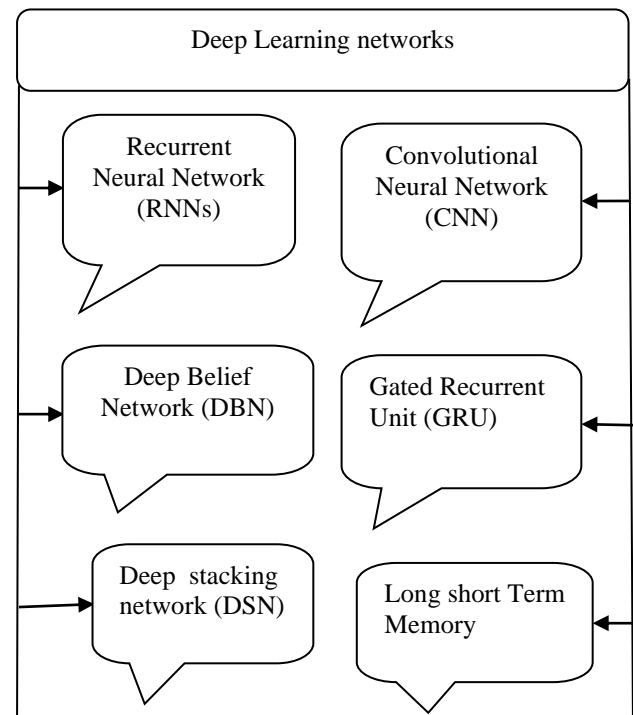 Deep Learning networks
Recurrent
Neural Network
(RNNs)
Convolutional
Neural Network
(CNN)
Deep Belief
Network (DBN)
Gated Recurrent
Unit (GRU)
Deep  stacking
network (DSN)
Long short Term
Memory